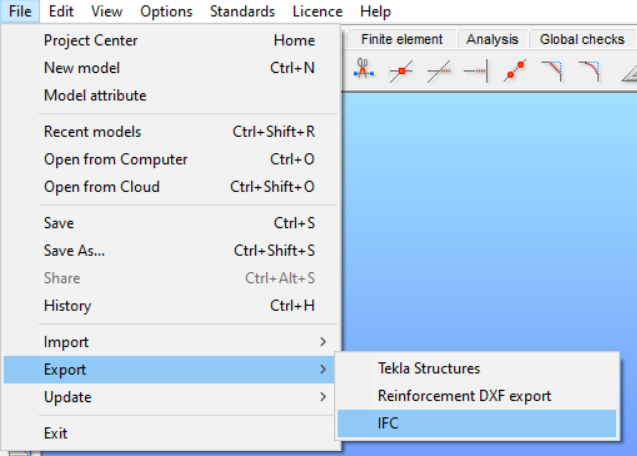 File Edit View Options Standards Licence Help
Finite element Analysis Global checks
Project Center Home
New model Ctrl+N
Model attribute
Recent models Ctrl+Shift+R
Open from Computer Ctrl+O
Open from Cloud Ctrl+Shift+O
Save Ctrl+S
Save As... Ctrl+Shift+S
Share Ctrl+Alt+S
History Ctrl+H
Import >
Export >
Update >
Exit
Tekla Structures
Reinforcement DXF export
IFC